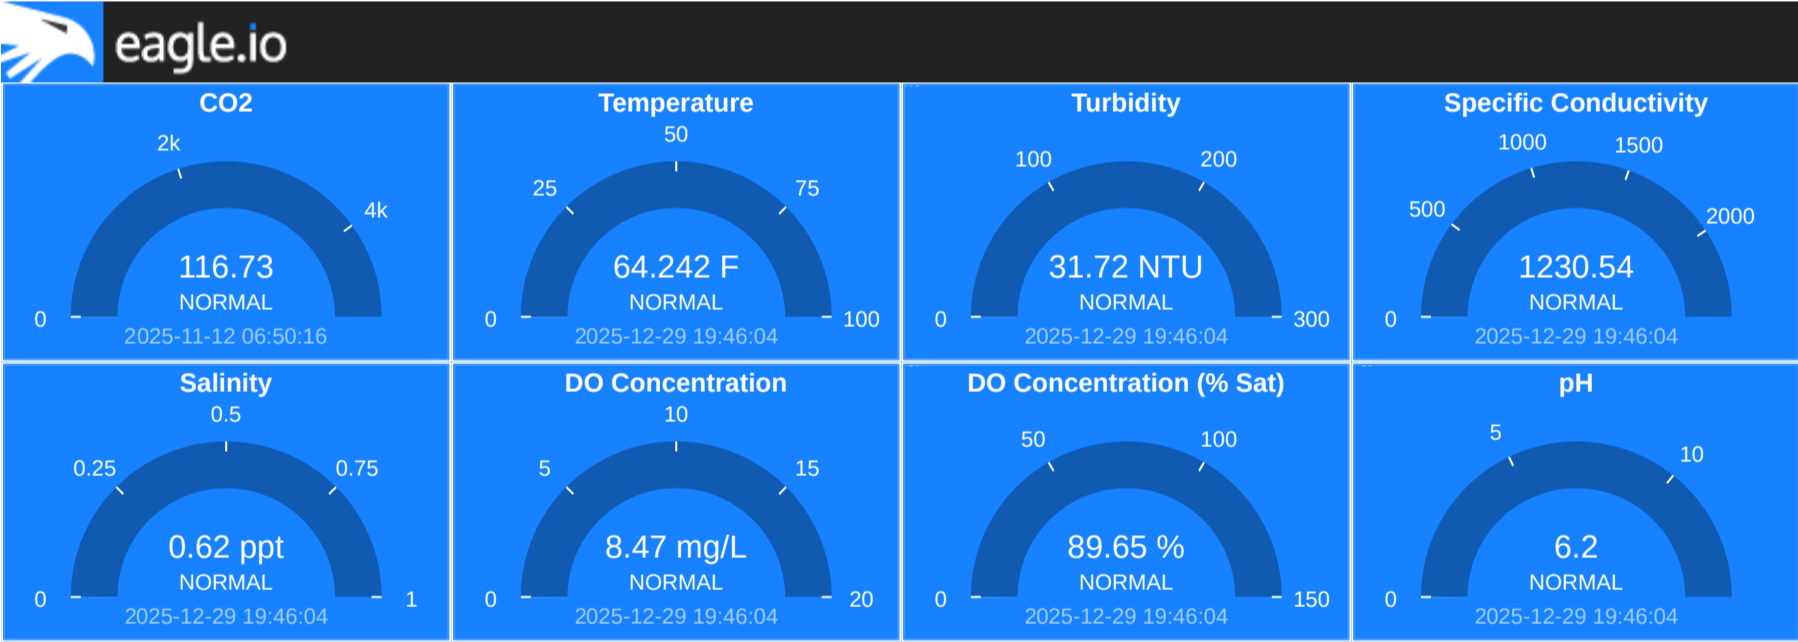 eagle.io
CO2
2k
4k
0
116.73
NORMAL
2025-11-12 06:50:16
Temperature
50
25
75
0
100
64.242 F
NORMAL
2025-12-29 19:46:04
Turbidity
100
200
0
300
31.72 NTU
NORMAL
2025-12-29 19:46:04
Specific Conductivity
1000
1500
500
2000
0
1230.54
NORMAL
2025-12-29 19:46:04
Salinity
0.5
0.25
0.75
0
1
0.62 ppt
NORMAL
2025-12-29 19:46:04
DO Concentration
10
5
15
0
20
8.47 mg/L
NORMAL
2025-12-29 19:46:04
DO Concentration (% Sat)
50
100
0
150
89.65 %
NORMAL
2025-12-29 19:46:04
pH
5
10
0
6.2
NORMAL
2025-12-29 19:46:04